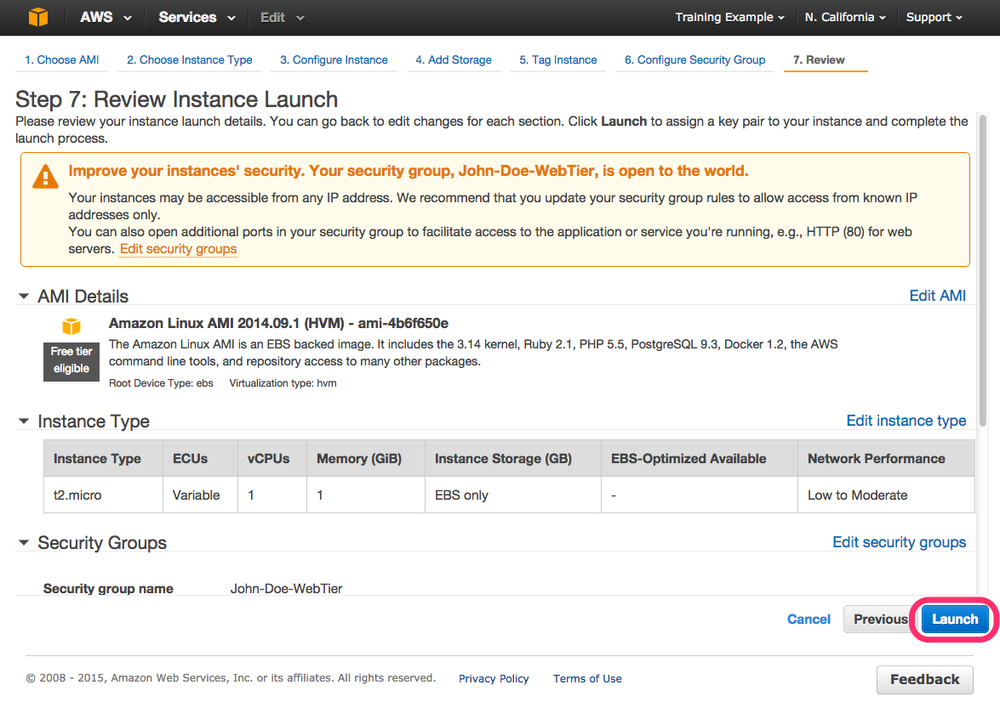 AWS Services Edit Training Example N. California Support
1. Choose AMI 2. Choose Instance Type 3. Configure Instance 4. Add Storage 5. Tag Instance 6. Configure Security Group 7. Review
Step 7: Review Instance Launch
Please review your instance launch details. You can go back to edit changes for each section. Click Launch to assign a key pair to your instance and complete the
launch process.
Improve your instances' security. Your security group, John-Doe-WebTier, is open to the world.
Your instances may be accessible from any IP address. We recommend that you update your security group rules to allow access from known IP
addresses only.
You can also open additional ports in your security group to facilitate access to the application or service you're running, e.g., HTTP (80) for web
servers. Edit security groups
AMI Details Edit AMI
Amazon Linux AMI 2014.09.1 (HVM) - ami-4b6f650e
Free tier
eligible
The Amazon Linux AMI is an EBS backed image. It includes the 3.14 kernel, Ruby 2.1, PHP 5.5, PostgreSQL 9.3, Docker 1.2, the AWS
command line tools, and repository access to many other packages.
Root Device Type: ebs Virtualization type: hvm
Instance Type Edit instance type
Instance Type ECUs vCPUs Memory (GiB) Instance Storage (GB) EBS-Optimized Available Network Performance
t2.micro Variable 1 1 EBS only - Low to Moderate
Security Groups Edit security groups
Security group name John-Doe-WebTier
Cancel Previous Launch
© 2008 - 2015, Amazon Web Services, Inc. or its affiliates. All rights reserved. Privacy Policy Terms of Use
Feedback